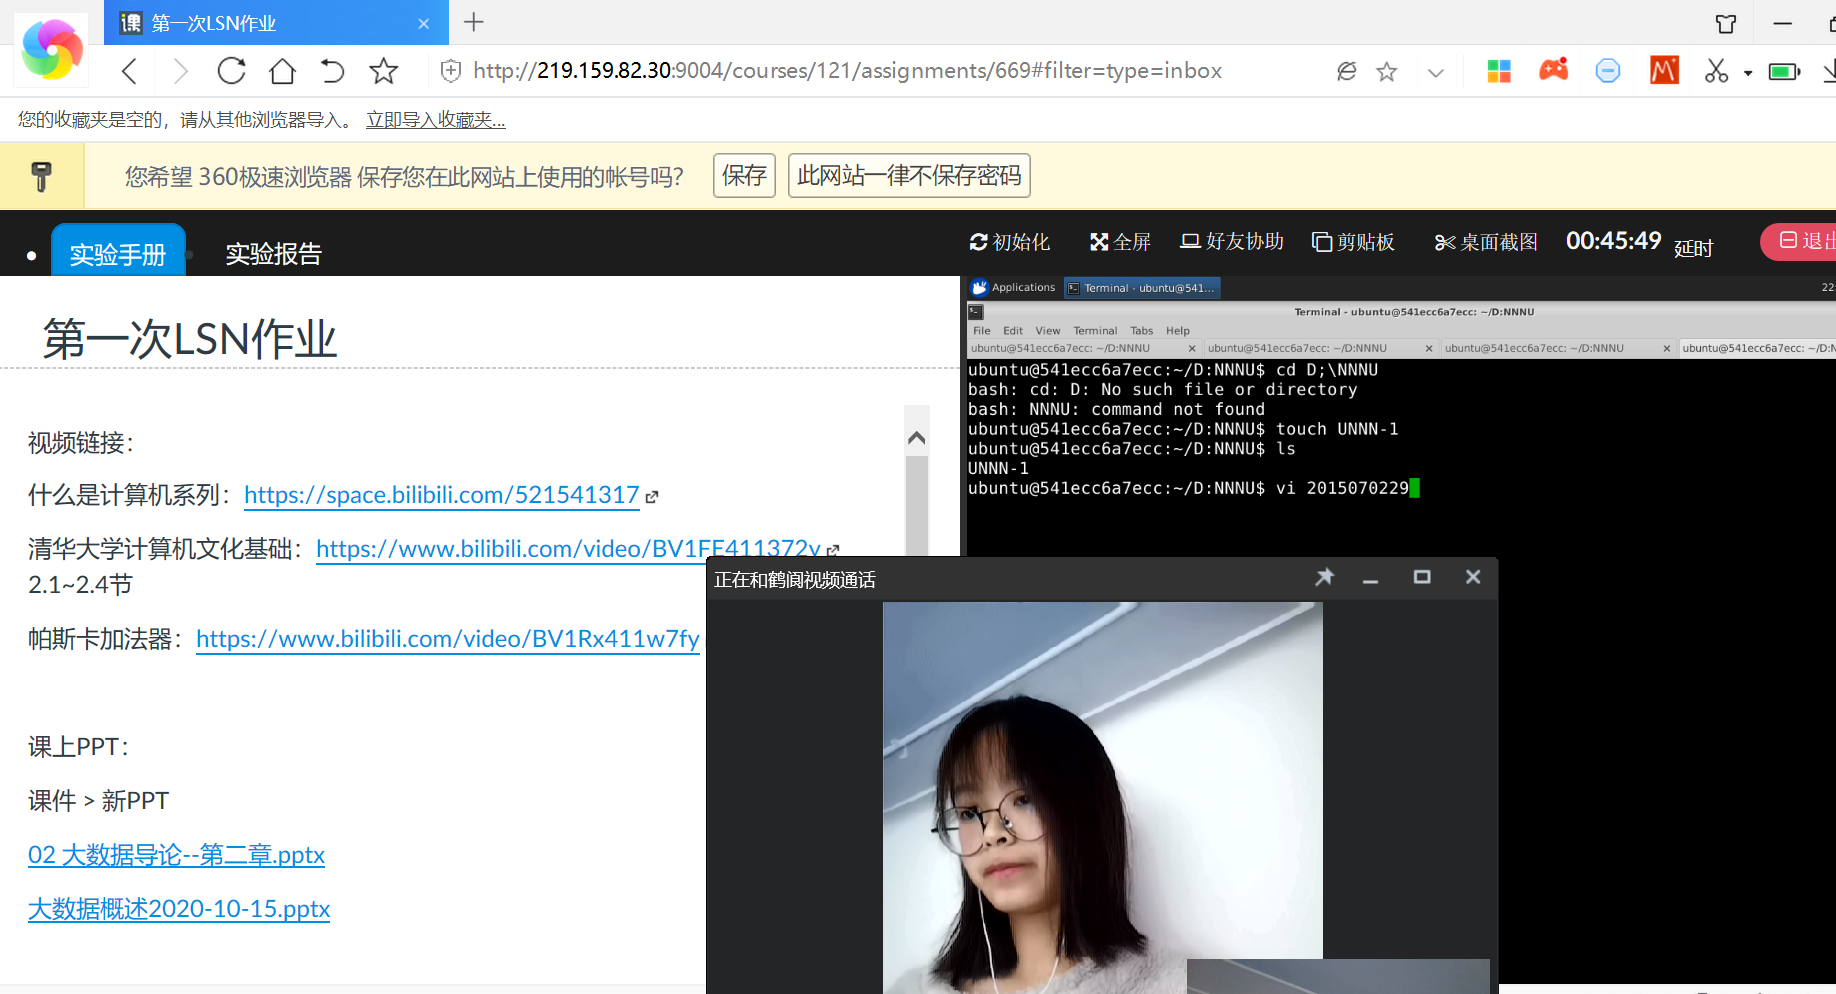 课 第一次LSN作业
http://219.159.82.30:9004/courses/121/assignments/669#filter=type=inbox
您的收藏夹是空的，请从其他浏览器导入。 立即导入收藏夹...
您希望 360极速浏览器 保存您在此网站上使用的帐号吗? 保存 此网站一律不保存密码
实验手册 实验报告
初始化 全屏 好友协助 剪贴板 桌面截图 00:45:49 延时 退出
第一次LSN作业
视频链接：
什么是计算机系列：https://space.bilibili.com/521541317
清华大学计算机文化基础：https://www.bilibili.com/video/BV1FE411372y
2.1~2.4节
帕斯卡加法器：https://www.bilibili.com/video/BV1Rx411w7fy
课上PPT：
课件 > 新PPT
02 大数据导论--第二章.pptx
大数据概述2020-10-15.pptx
Applications Terminal - ubuntu@541... 22:
Terminal - ubuntu@541ecc6a7ecc: ~/D:NNNU
File Edit View Terminal Tabs Help
ubuntu@541ecc6a7ecc: ~/D:NNNU ubuntu@541ecc6a7ecc: ~/D:NNNU ubuntu@541ecc6a7ecc: ~/D:NNNU ubuntu@541ecc6a7ecc: ~/D:N
ubuntu@541ecc6a7ecc:~/D:NNNU$ cd D;\NNNU
bash: cd: D: No such file or directory
bash: NNNU: command not found
ubuntu@541ecc6a7ecc:~/D:NNNU$ touch UNNN-1
ubuntu@541ecc6a7ecc:~/D:NNNU$ ls
UNNN-1
ubuntu@541ecc6a7ecc:~/D:NNNU$ vi 2015070229
正在和鹤阂视频通话